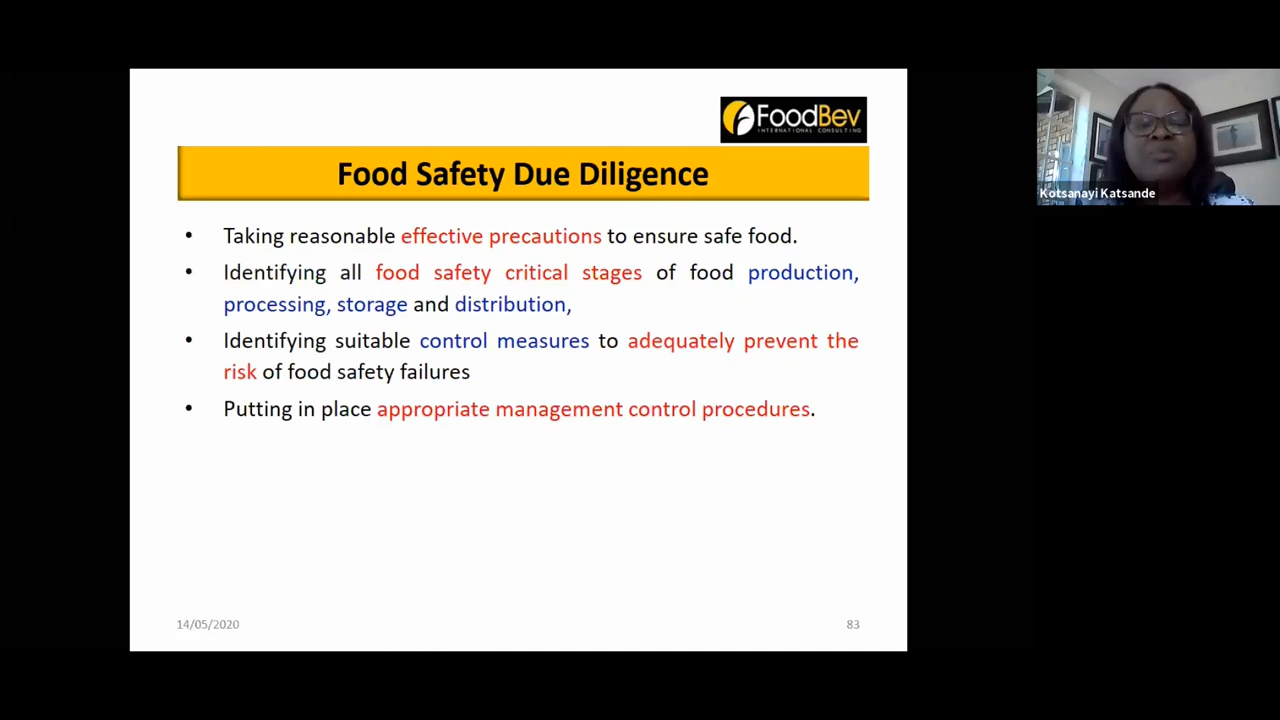 FoodBev
INTERNATIONAL CONSULTING
Food Safety Due Diligence
• Taking reasonable effective precautions to ensure safe food.
• Identifying all food safety critical stages of food production,
processing, storage and distribution,
• Identifying suitable control measures to adequately prevent the
risk of food safety failures
• Putting in place appropriate management control procedures.
14/05/2020
83
Kotsanayi Katsande